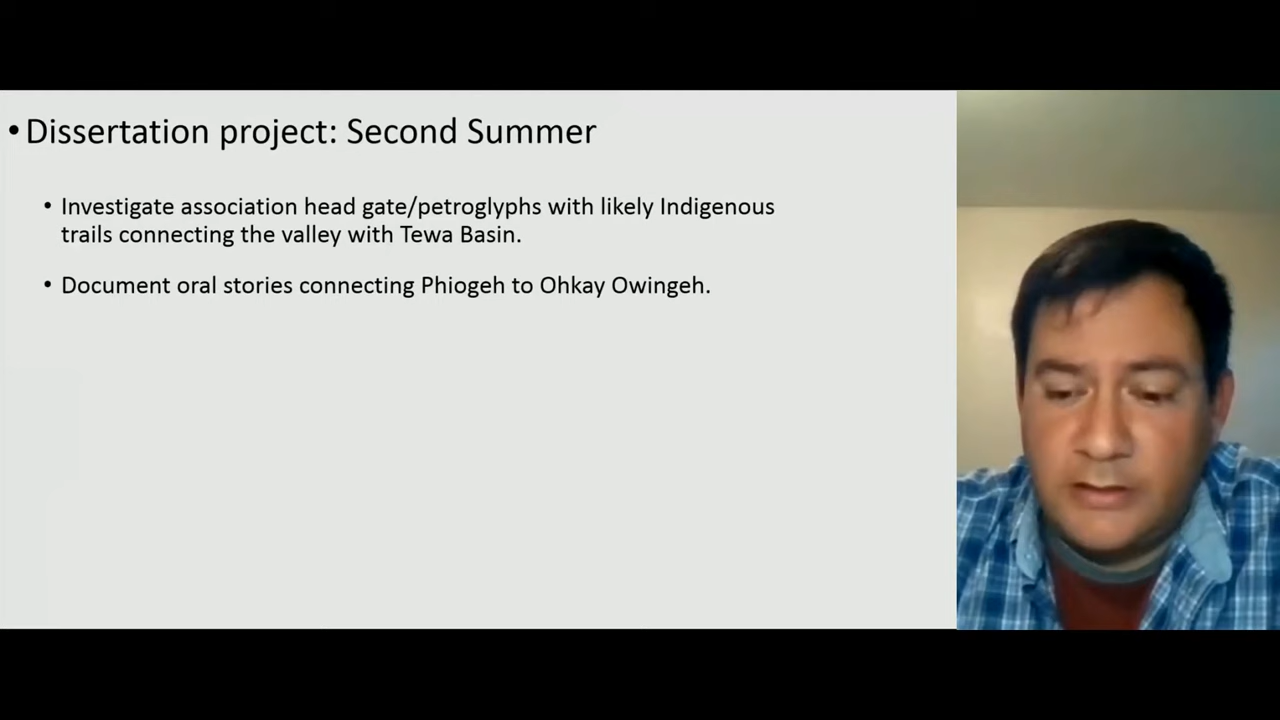 • Dissertation project: Second Summer
• Investigate association head gate/petroglyphs with likely Indigenous
trails connecting the valley with Tewa Basin.
• Document oral stories connecting Phiogeh to Ohkay Owingeh.